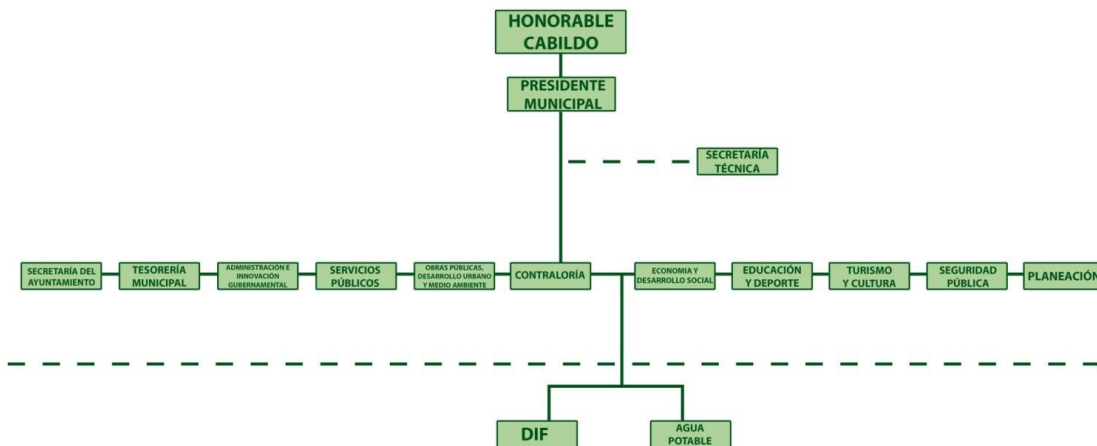 HONORABLE
CABILDO
PRESIDENTE
MUNICIPAL
SECRETARÍA
TÉCNICA
SECRETARÍA DEL
AYUNTAMIENTO
TESORERÍA
MUNICIPAL
ADMINISTRACIÓN E
INNOVACIÓN
GUBERNAMENTAL
SERVICIOS
PÚBLICOS
OBRAS PÚBLICAS,
DESARROLLO URBANO
Y MEDIO AMBIENTE
CONTRALORÍA
ECONOMIA Y
DESARROLLO SOCIAL
EDUCACIÓN
Y DEPORTE
TURISMO
Y CULTURA
SEGURIDAD
PÚBLICA
PLANEACIÓN
DIF
AGUA
POTABLE